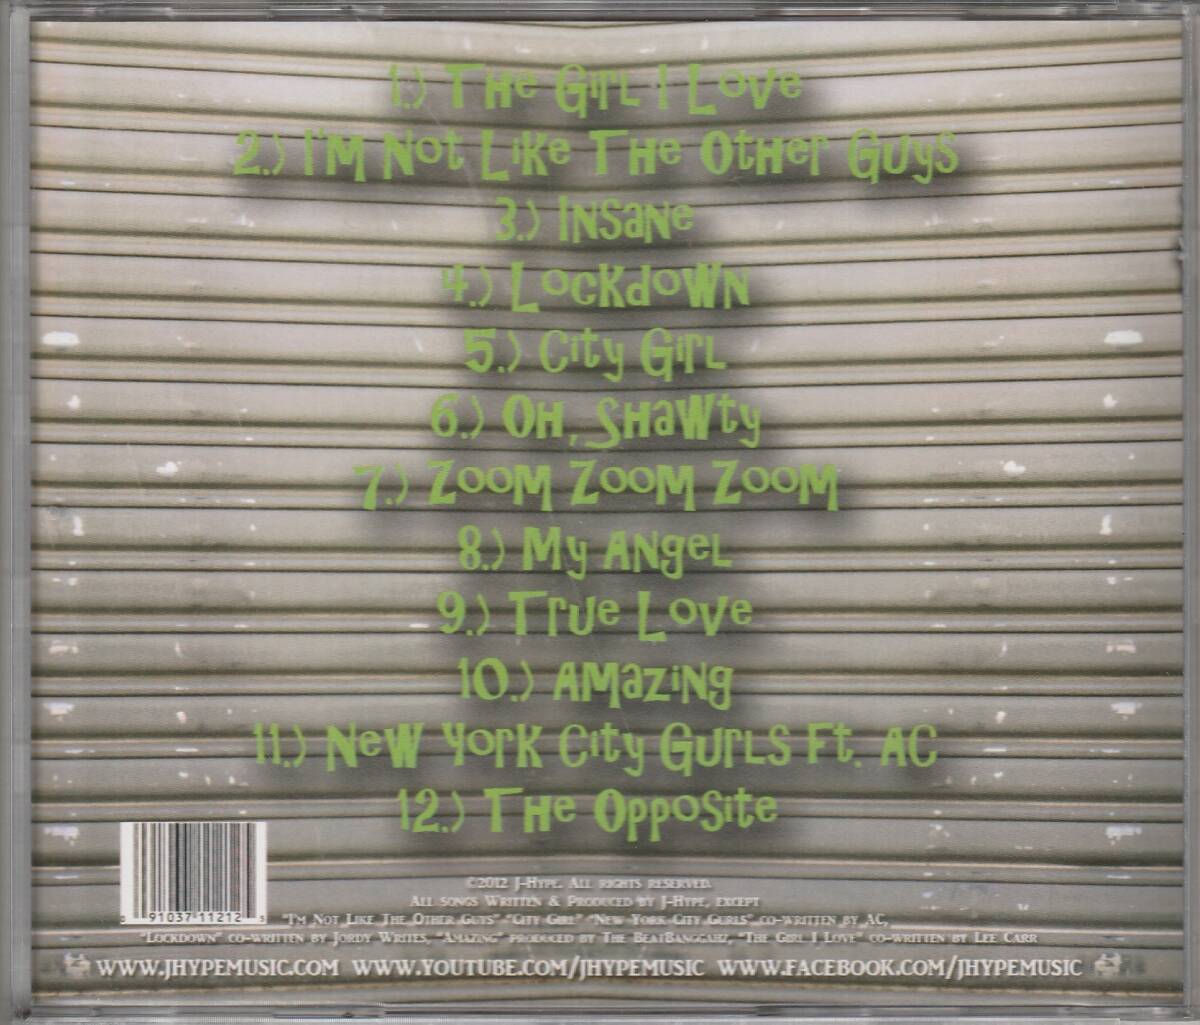 1.) The Girl I Love
2.) I'm Not Like The Other Guys
3.) Insane
4.) Lockdown
5.) City Girl
6.) Oh, Shawty
7.) Zoom Zoom Zoom
8.) My Angel
9.) True Love
10.) Amazing
11.) New York City Gurls Ft. AC
12.) The Opposite
©2012 J-Hype. All rights reserved.
All songs Written & Produced by J-Hype, except
"I'm Not Like The Other Guys" "City Girl" "New York City Gurls" co-written by AC,
"Lockdown" co-written by Jordy Writes, "Amazing" produced by The BeatBanggahz, "The Girl I Love" co-written by Lee Carr
0 91037 11212 5
www.jhypemusic.com www.youtube.com/jhypemusic www.facebook.com/jhypemusic